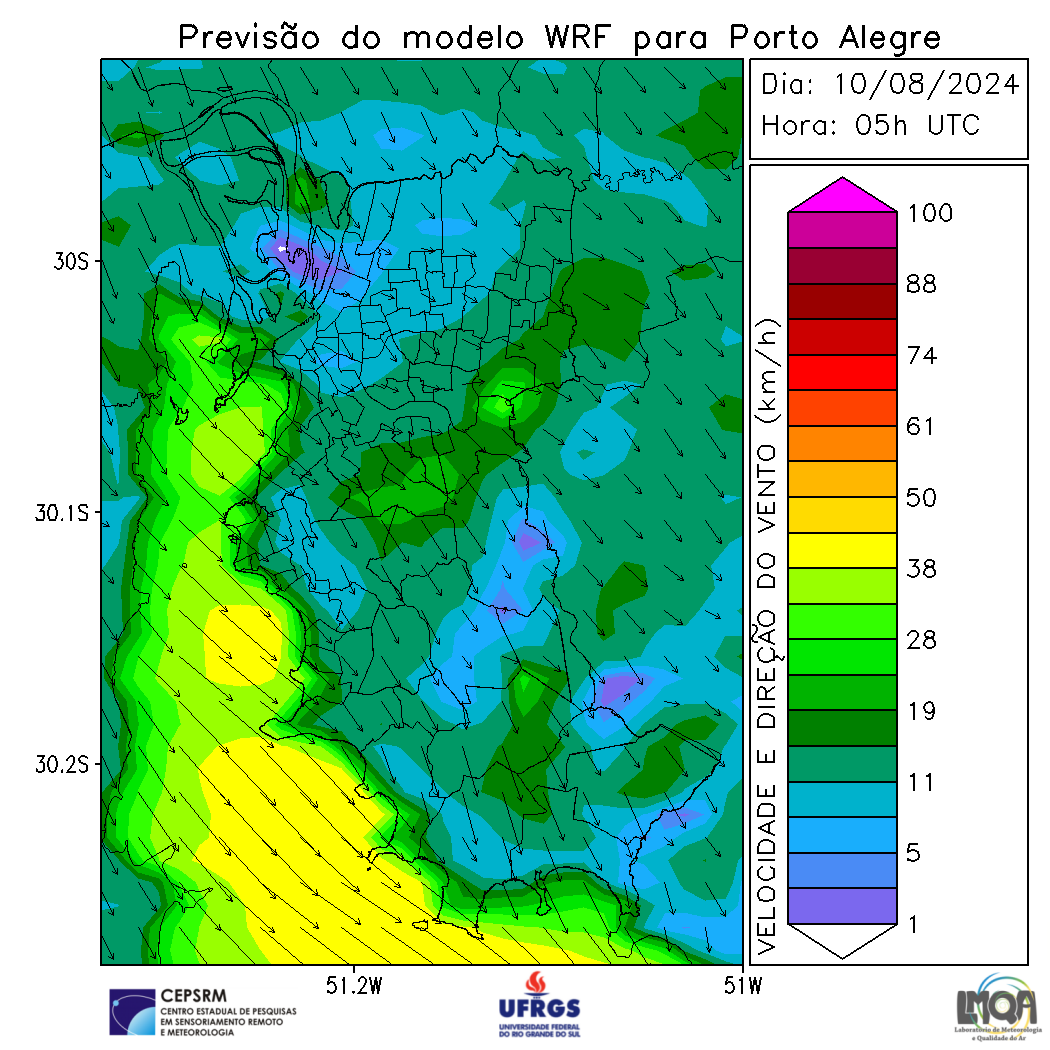 Previsão do modelo WRF para Porto Alegre
Dia: 10/08/2024
Hora: 05h UTC
30S
30.1S
30.2S
51.2W
51W
VELOCIDADE E DIREÇÃO DO VENTO (km/h)
100
88
74
61
50
38
28
19
11
5
1
CEPSRM
CENTRO ESTADUAL DE PESQUISAS
EM SENSORIAMENTO REMOTO
E METEOROLOGIA
UFRGS
UNIVERSIDADE FEDERAL
DO RIO GRANDE DO SUL
LMQA
Laboratório de Meteorologia
e Qualidade do Ar